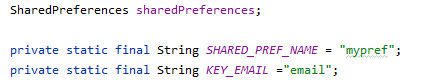 SharedPreferences sharedPreferences;
private static final String SHARED_PREF_NAME = "mypref";
private static final String KEY_EMAIL ="email";